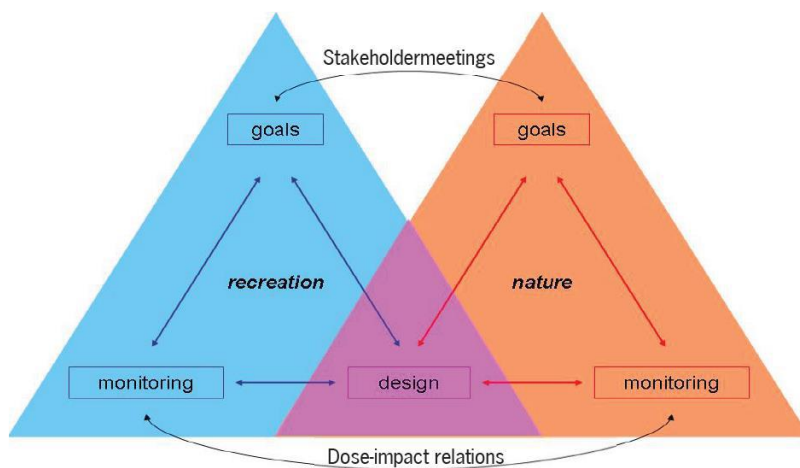 Stakeholdermeetings
goals
goals
recreation
nature
monitoring
design
monitoring
Dose-impact relations